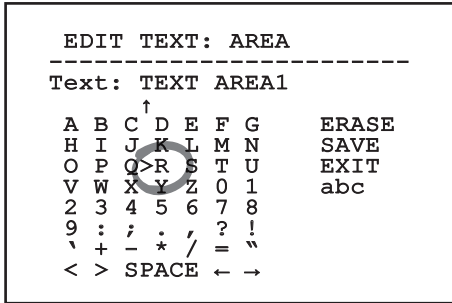 EDIT TEXT: AREA
Text: TEXT AREA1
↑
A B C D E F G ERASE
H I J K L M N SAVE
O P Q>R S T U EXIT
V W X Y Z 0 1 abc
2 3 4 5 6 7 8
9 : ; . , ? !
‵ + − * / = ‶
< > SPACE ← →